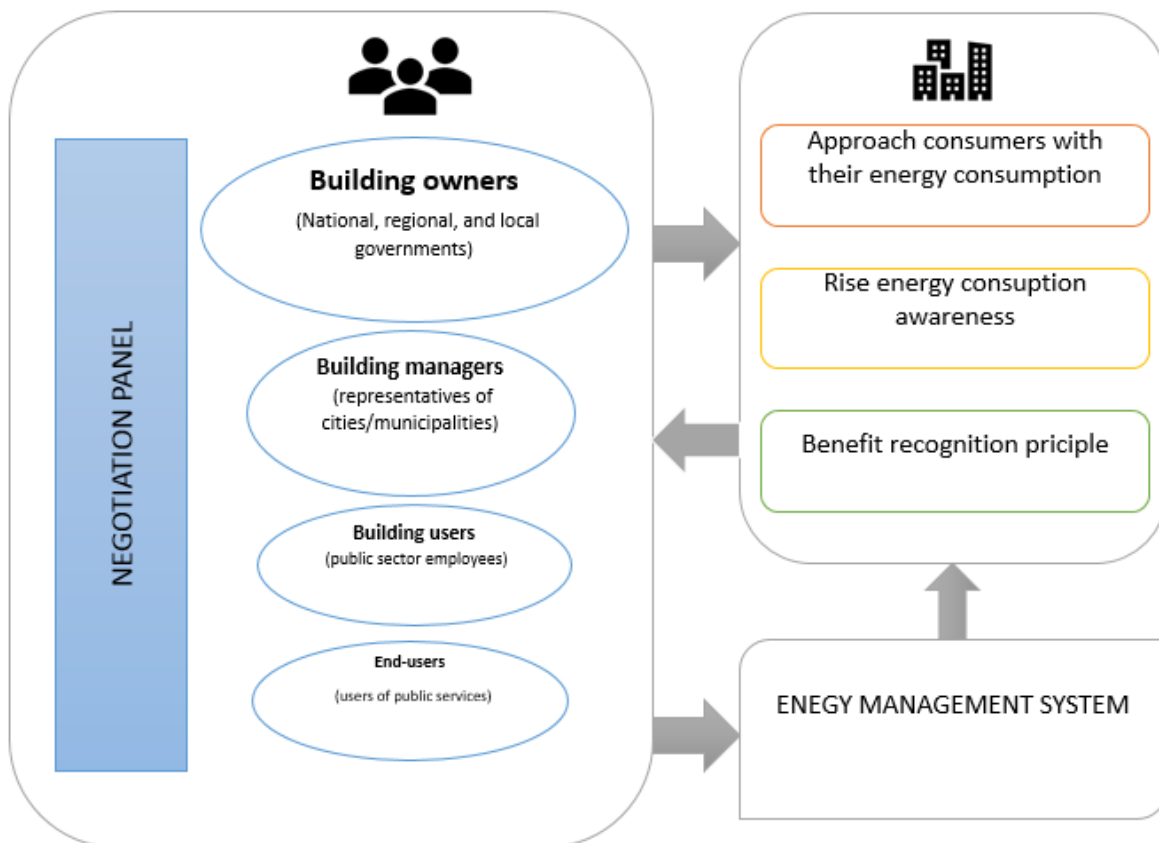 NEGOTIATION PANEL
Building owners
(National, regional, and local
governments)
Building managers
(representatives of
cities/municipalities)
Building users
(public sector employees)
End-users
(users of public services)
Approach consumers with
their energy consumption
Rise energy consuption
awareness
Benefit recognition priciple
ENEGY MANAGEMENT SYSTEM